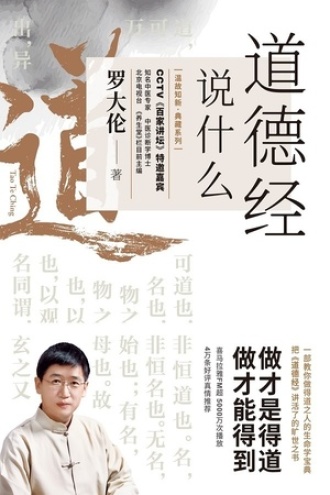 道德经
说什么
｜温故知新·典藏系列｜
CCTV《百家讲坛》特邀嘉宾
知名中医专家 中医诊断学博士
北京电视台《养生堂》栏目前主编
罗大伦 —— 著
道
Tao Te Ching
出，异
可道也，
非恒道也。名，
名可名也，
非恒名也。无名，
始也。有名，
母也。故
物之
物之
也，以
也，以观
名同谓，
玄之又
一部教你做得道之人的生命学宝典
把《道德经》讲活了的旷世之书
做才是得道
做才能得到
喜马拉雅FM超5000万次播放
4万条好评真情推荐